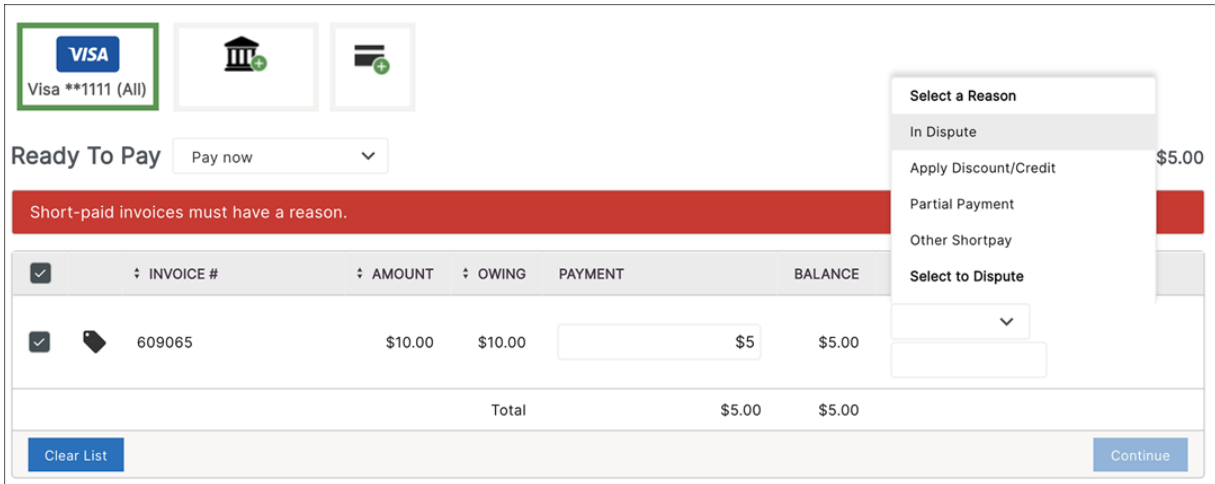 VISA
Visa **1111 (All)
Select a Reason
In Dispute
Ready To Pay Pay now $5.00
Apply Discount/Credit
Partial Payment
Short-paid invoices must have a reason.
Other Shortpay
INVOICE # AMOUNT OWING PAYMENT BALANCE Select to Dispute
609065 $10.00 $10.00 $5 $5.00
Total $5.00 $5.00
Clear List Continue